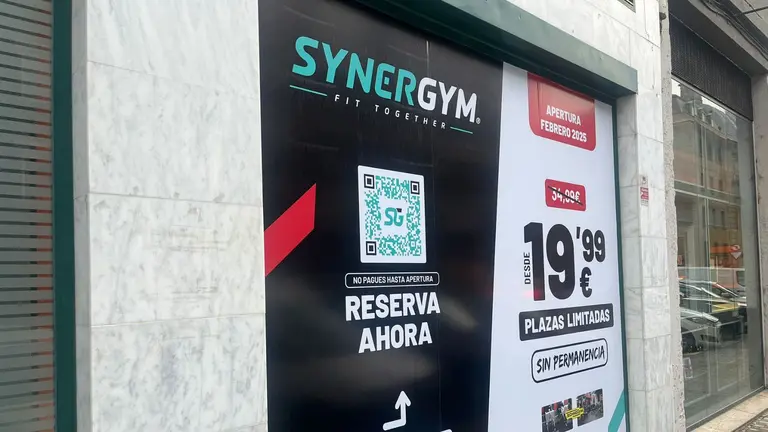 SYNERGYM®
FIT TOGETHER
SG
NO PAGUES HASTA APERTURA
RESERVA
AHORA
APERTURA
FEBRERO 2025
34,99€
DESDE
19'99
€
PLAZAS LIMITADAS
SIN PERMANENCIA